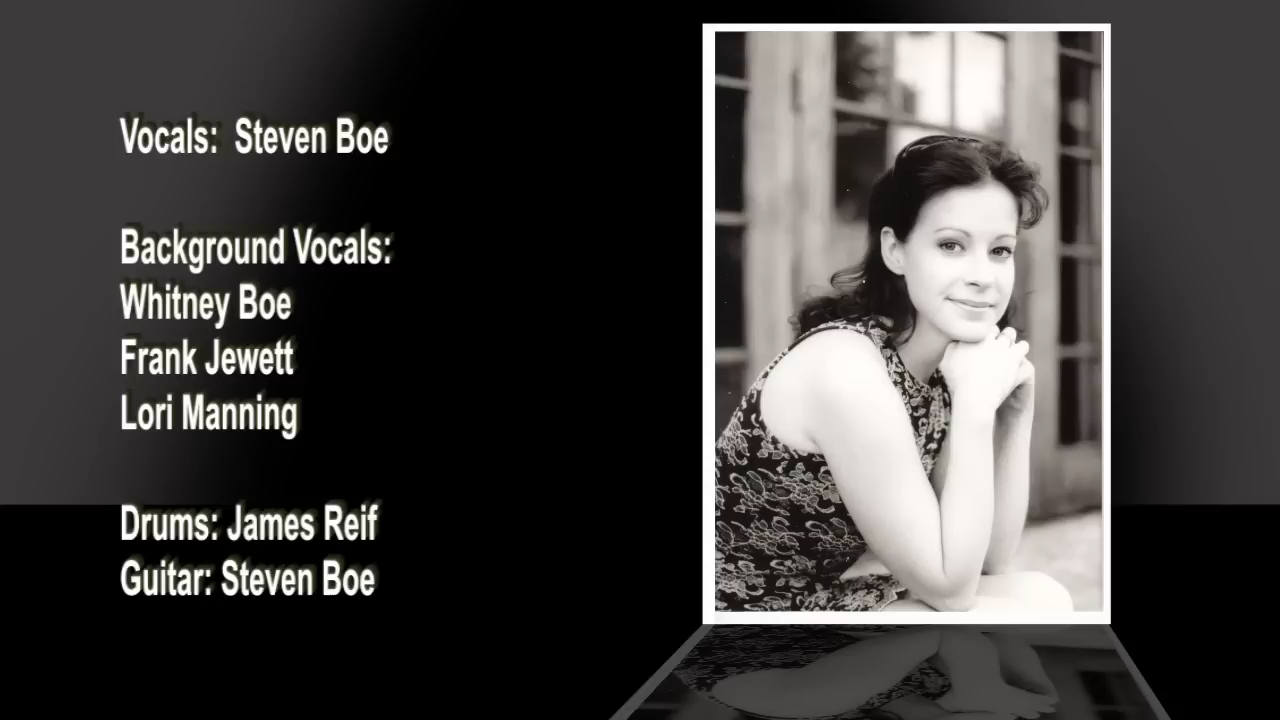 Vocals:  Steven Boe
Background Vocals:
Whitney Boe
Frank Jewett
Lori Manning
Drums: James Reif
Guitar: Steven Boe